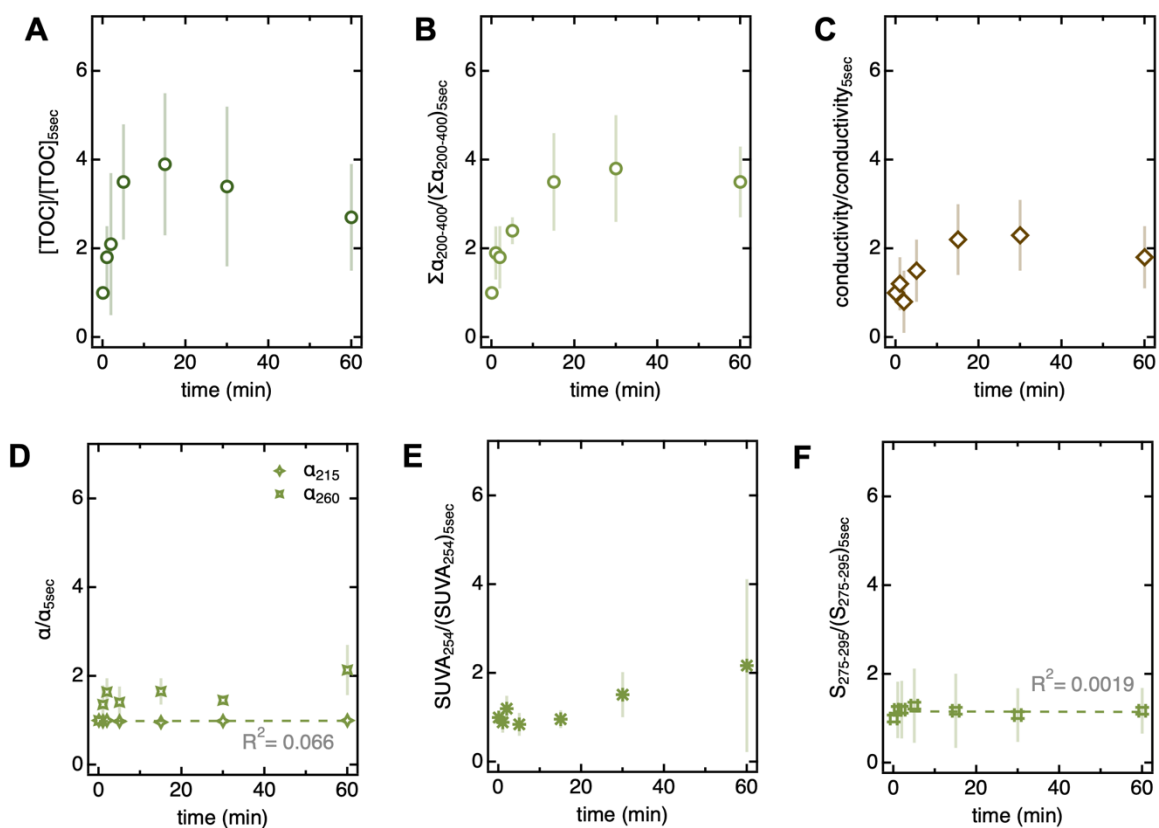 A
[TOC]/[TOC]5sec
6
4
2
0
0
20
40
60
time (min)
B
Σα200-400/(Σα200-400)5sec
6
4
2
0
0
20
40
60
time (min)
C
conductivity/conductivity5sec
6
4
2
0
0
20
40
60
time (min)
D
α/α5sec
6
4
2
0
α215
α260
R2= 0.066
0
20
40
60
time (min)
E
SUVA254/(SUVA254)5sec
6
4
2
0
0
20
40
60
time (min)
F
S275-295/(S275-295)5sec
6
4
2
0
R2= 0.0019
0
20
40
60
time (min)